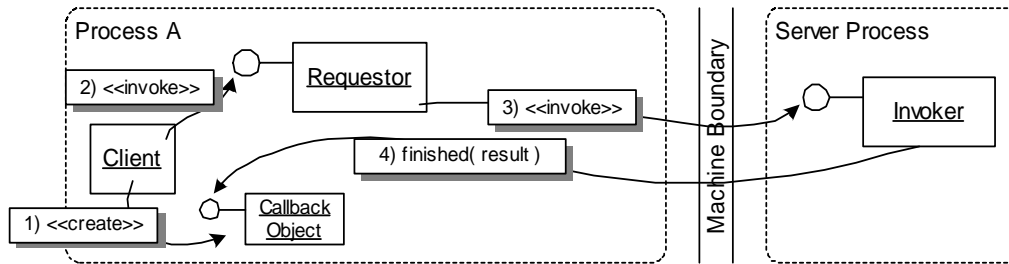 Process A
Server Process
Requestor
2) <<invoke>>
3) <<invoke>>
Invoker
Client
4) finished( result )
Machine Boundary
1) <<create>>
Callback
Object